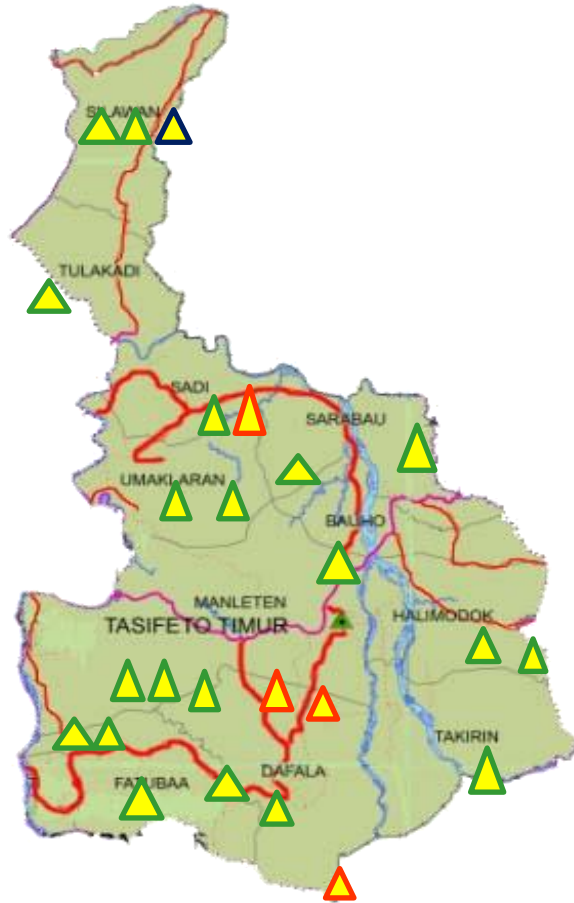 SILAWAN
TULAKADI
SADI
SARABAU
UMAKLARAN
BAUHO
MANLETEN
HALIMODOK
TASIFETO TIMUR
TAKIRIN
DAFALA
FATUBAA